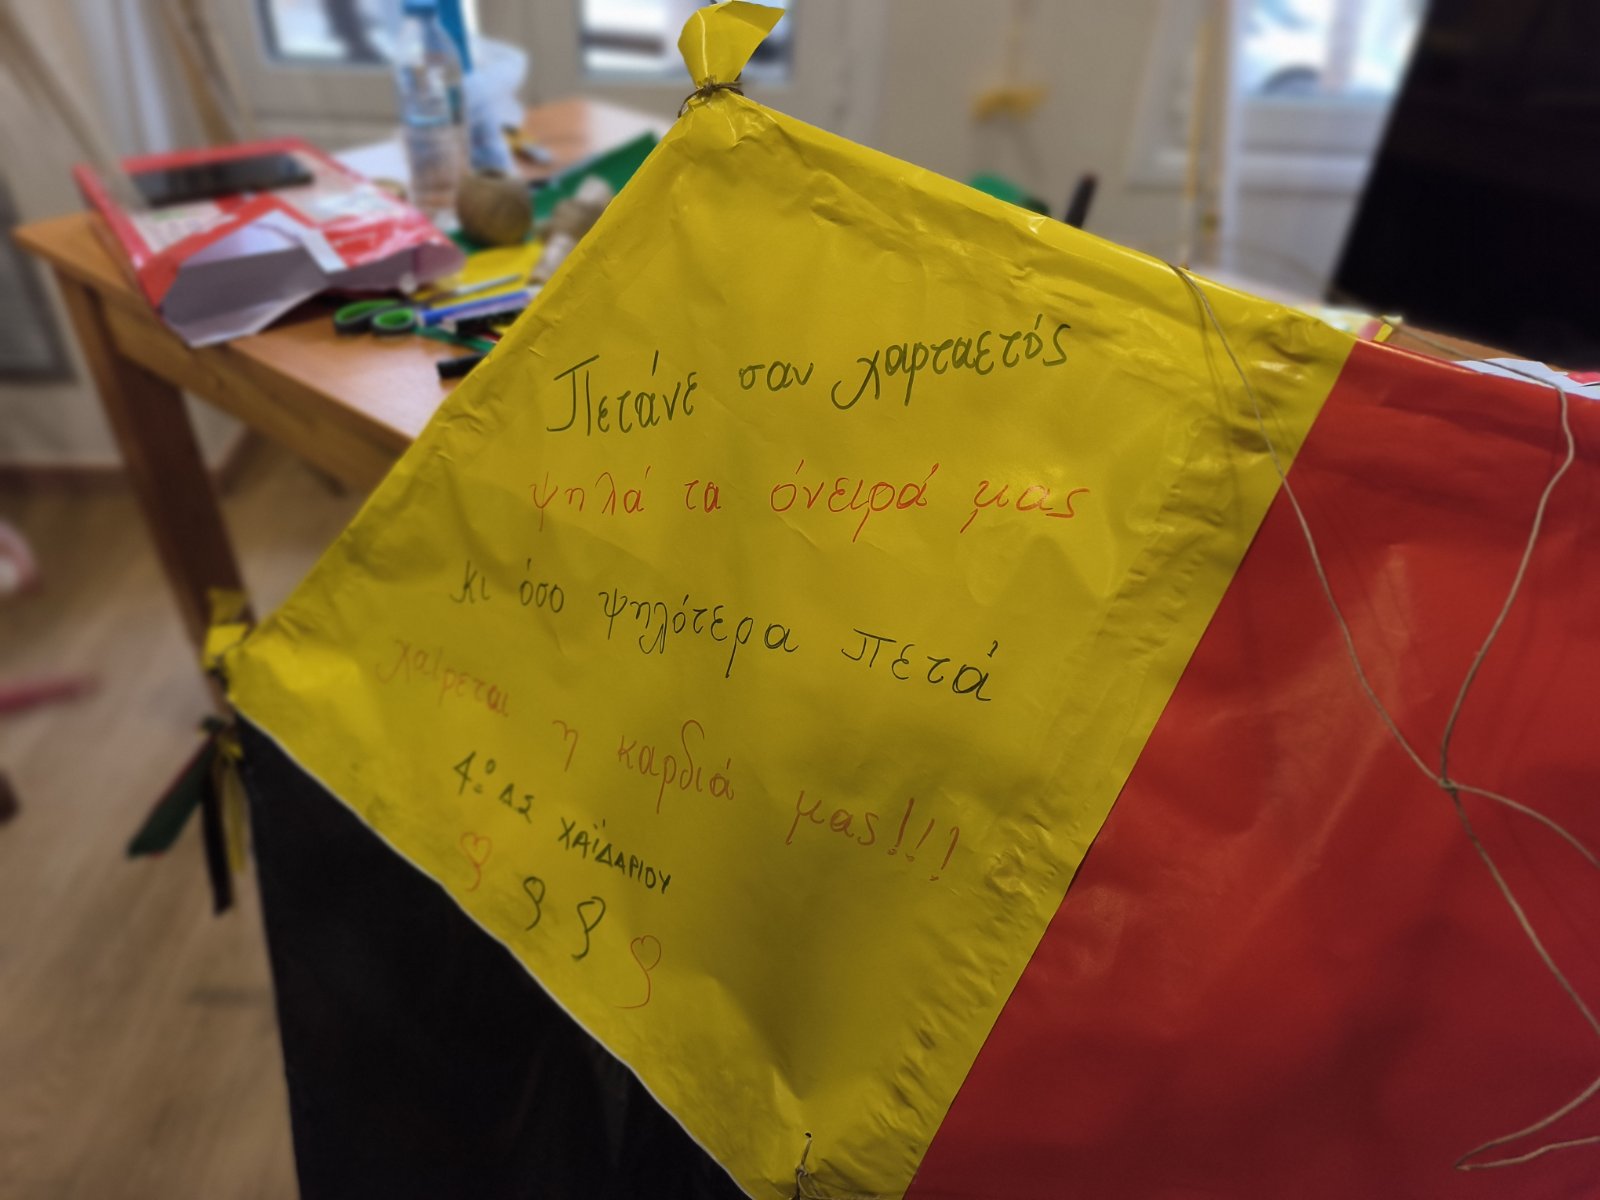 Πετάνε σαν χαρταετός
ψηλά τα όνειρά μας
κι όσο ψηλότερα πετά
χαίρεται η καρδιά μας!!!
4ο ΔΣ ΧΑΪΔΑΡΙΟΥ